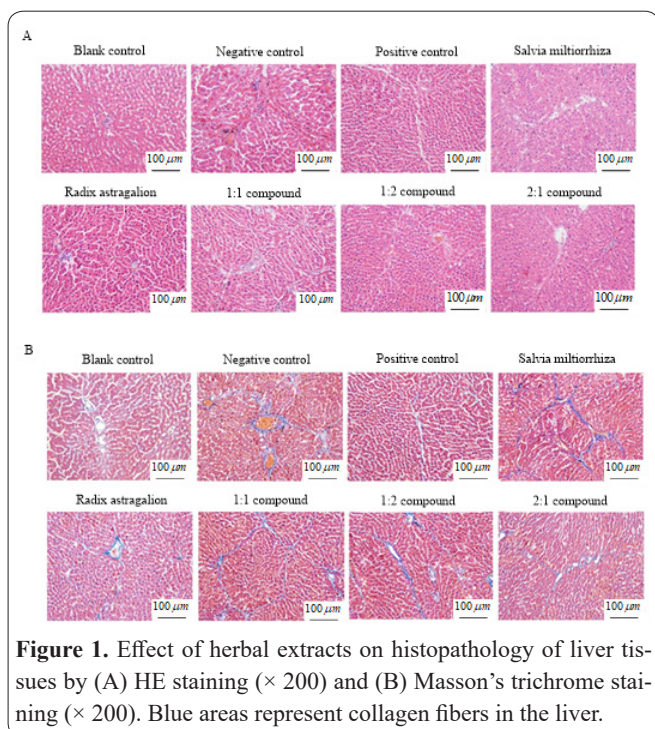 A
Blank control Negative control Positive control Salvia miltiorrhiza
100 μm 100 μm 100 μm 100 μm
Radix astragalion 1:1 compound 1:2 compound 2:1 compound
100 μm 100 μm 100 μm 100 μm
B
Blank control Negative control Positive control Salvia miltiorrhiza
100 μm 100 μm 100 μm 100 μm
Radix astragalion 1:1 compound 1:2 compound 2:1 compound
100 μm 100 μm 100 μm 100 μm
Figure 1. Effect of herbal extracts on histopathology of liver tis-
sues by (A) HE staining (× 200) and (B) Masson's trichrome stai-
ning (× 200). Blue areas represent collagen fibers in the liver.